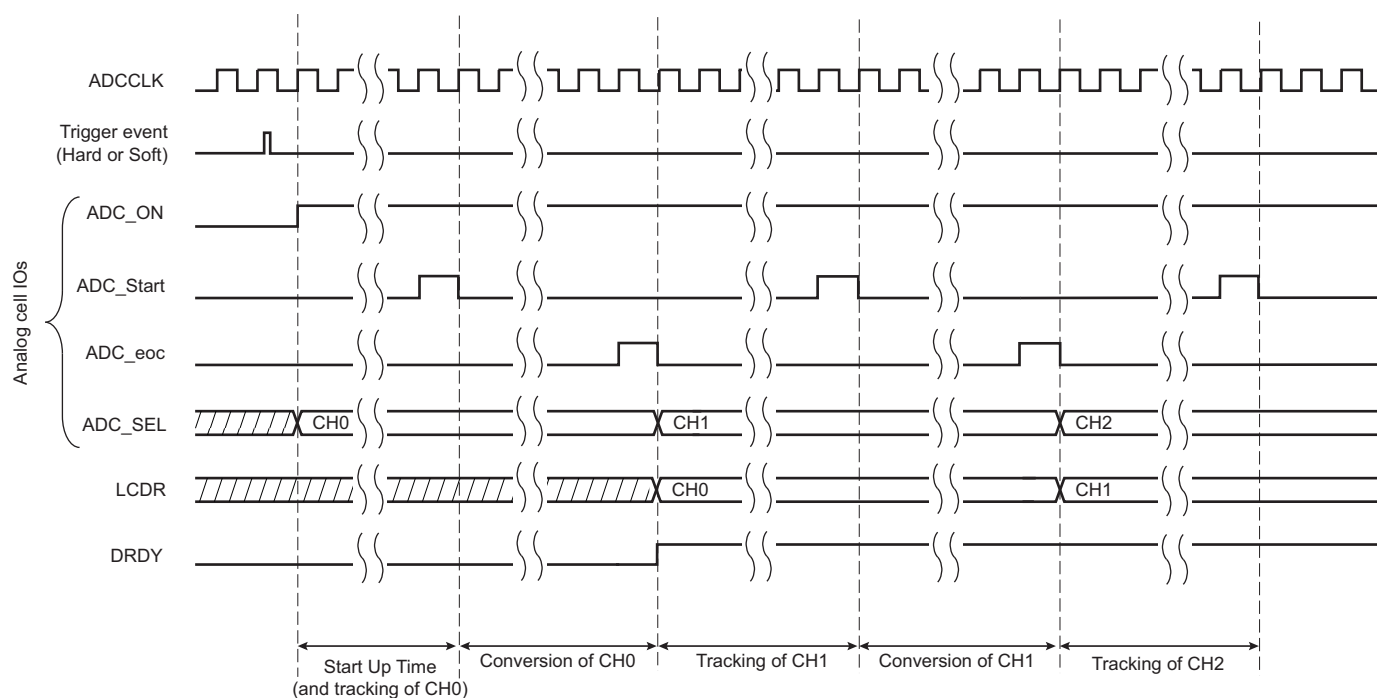 ADCCLK
Trigger event
(Hard or Soft)
Analog cell IOs
ADC_ON
ADC_Start
ADC_eoc
ADC_SEL
CH0
CH1
CH2
LCDR
CH0
CH1
DRDY
Start Up Time
(and tracking of CH0)
Conversion of CH0
Tracking of CH1
Conversion of CH1
Tracking of CH2